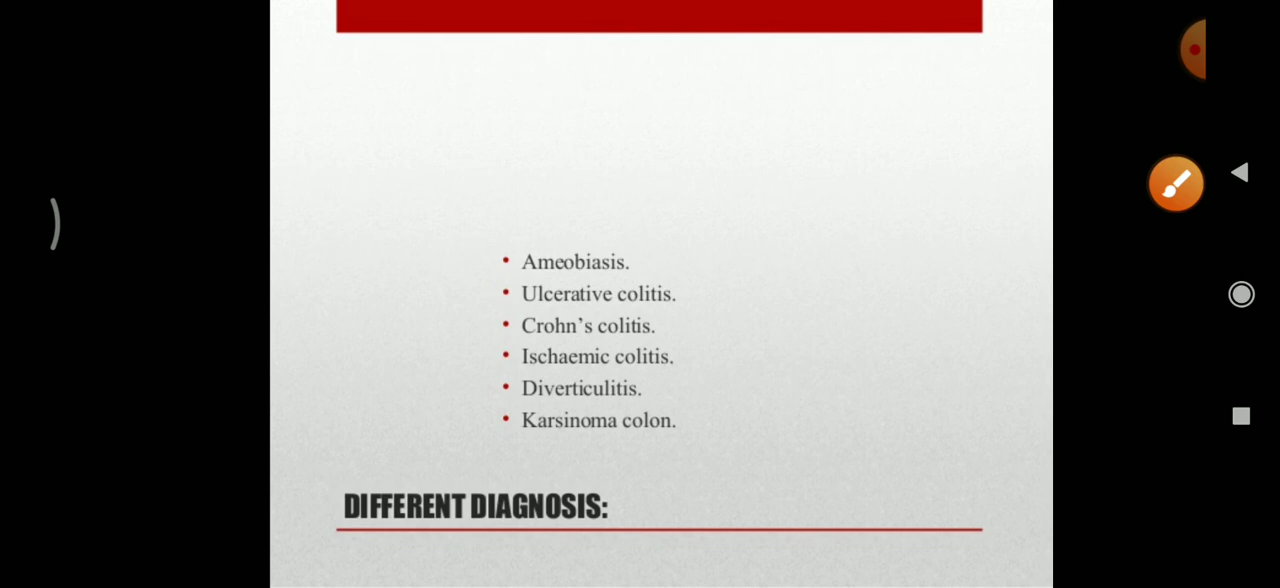 • Ameobiasis.
• Ulcerative colitis.
• Crohn’s colitis.
• Ischaemic colitis.
• Diverticulitis.
• Karsinoma colon.
DIFFERENT DIAGNOSIS: